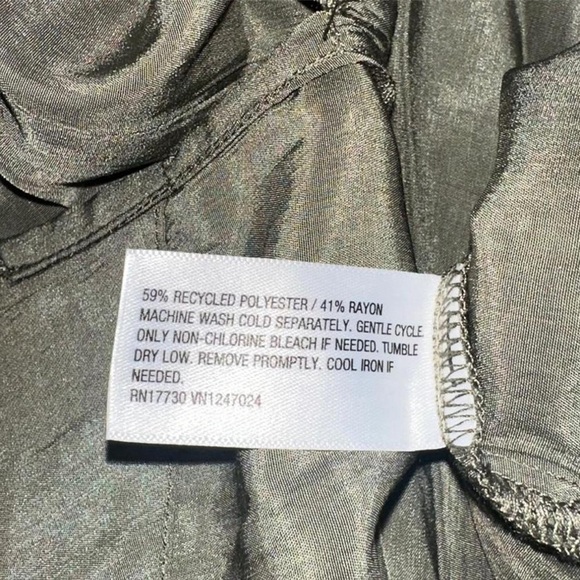 59% RECYCLED POLYESTER / 41% RAYON
MACHINE WASH COLD SEPARATELY. GENTLE CYCLE.
ONLY NON-CHLORINE BLEACH IF NEEDED. TUMBLE
DRY LOW. REMOVE PROMPTLY. COOL IRON IF
NEEDED.
RN17730 VN1247024